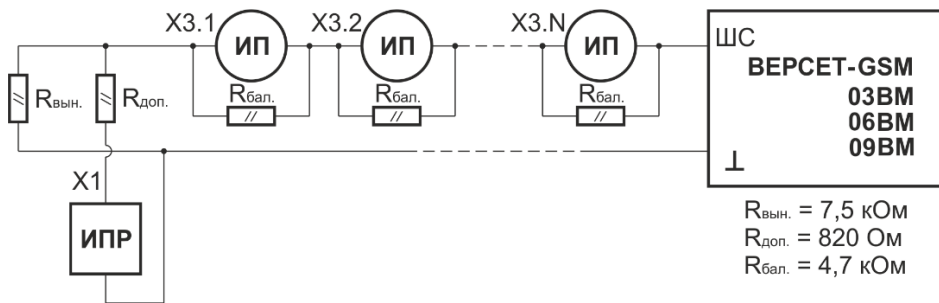 X3.1
ИП
X3.2
ИП
X3.N
ИП
ШС
Rвын.
Rдоп.
Rбал.
Rбал.
Rбал.
ВЕРСЕТ-GSM
03ВМ
06ВМ
09ВМ
⊥
X1
ИПР
Rвын. = 7,5 кОм
Rдоп. = 820 Ом
Rбал. = 4,7 кОм